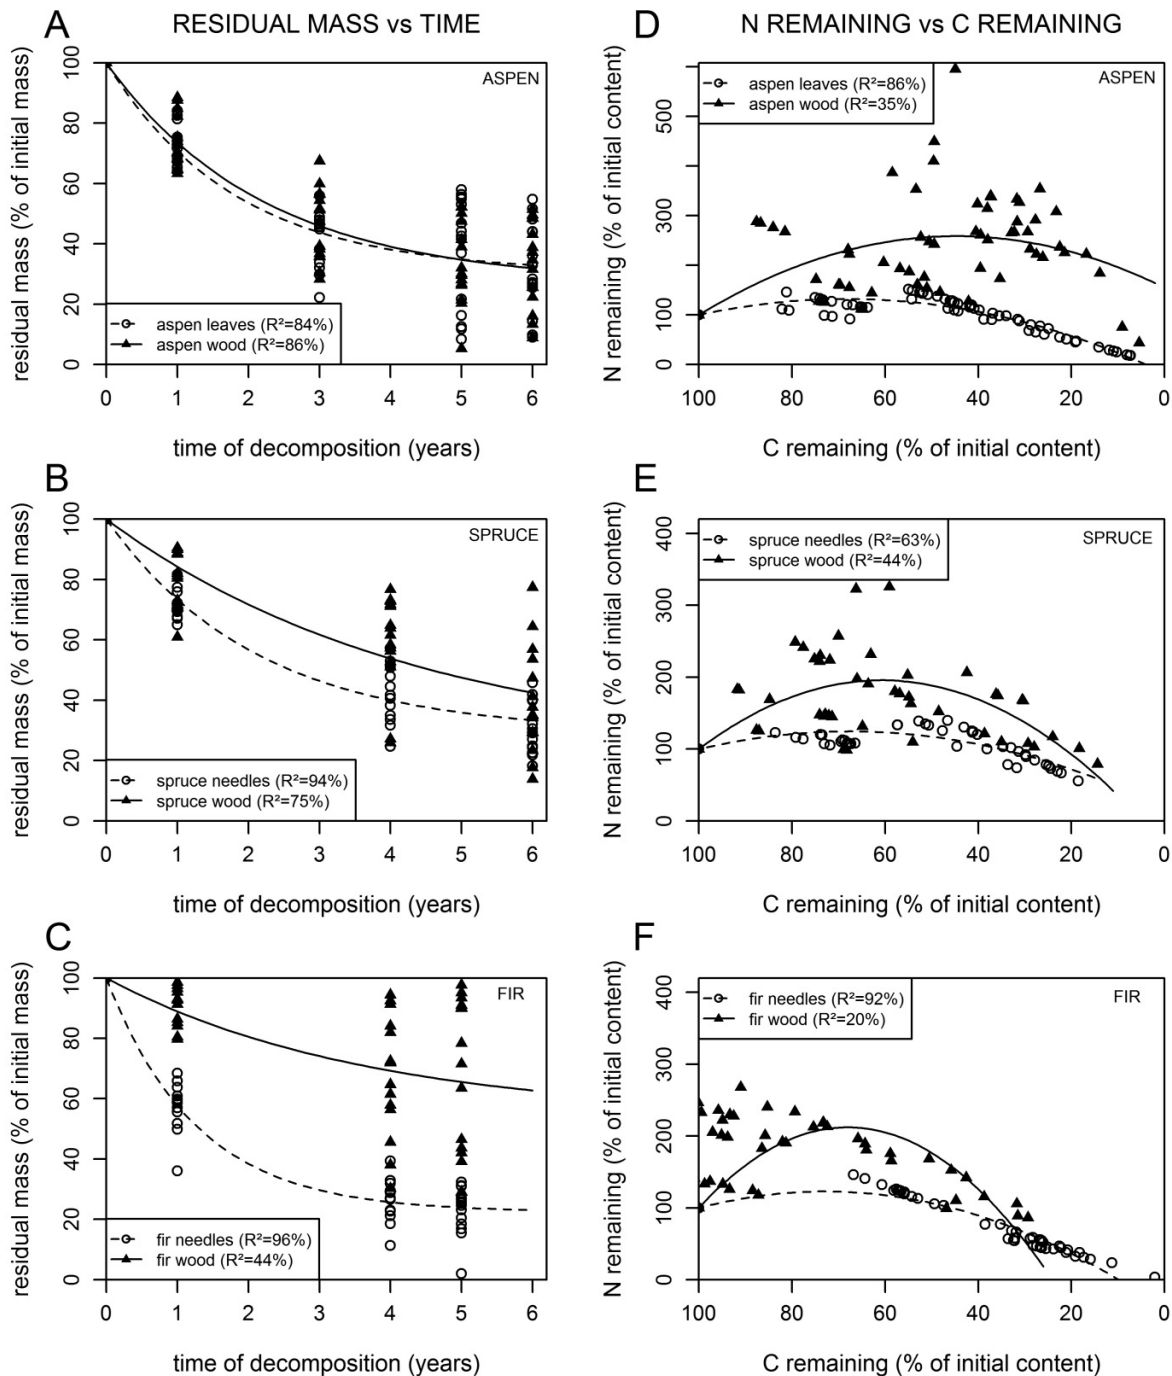 A
RESIDUAL MASS vs TIME
residual mass (% of initial mass)
100
80
60
40
20
0
ASPEN
aspen leaves (R²=84%)
aspen wood (R²=86%)
0 1 2 3 4 5 6
time of decomposition (years)
D
N REMAINING vs C REMAINING
N remaining (% of initial content)
500
300
100
0
aspen leaves (R²=86%)
aspen wood (R²=35%)
ASPEN
100 80 60 40 20 0
C remaining (% of initial content)
B
residual mass (% of initial mass)
100
80
60
40
20
0
SPRUCE
spruce needles (R²=94%)
spruce wood (R²=75%)
0 1 2 3 4 5 6
time of decomposition (years)
E
N remaining (% of initial content)
400
300
200
100
0
spruce needles (R²=63%)
spruce wood (R²=44%)
SPRUCE
100 80 60 40 20 0
C remaining (% of initial content)
C
residual mass (% of initial mass)
100
80
60
40
20
0
FIR
fir needles (R²=96%)
fir wood (R²=44%)
0 1 2 3 4 5 6
time of decomposition (years)
F
N remaining (% of initial content)
400
300
200
100
0
fir needles (R²=92%)
fir wood (R²=20%)
FIR
100 80 60 40 20 0
C remaining (% of initial content)